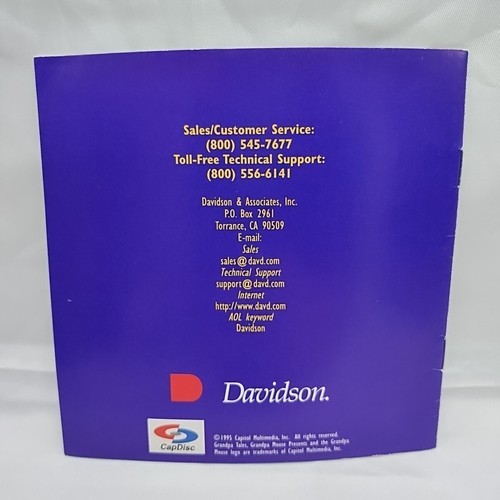 Sales/Customer Service:
(800) 545-7677
Toll-Free Technical Support:
(800) 556-6141
Davidson & Associates, Inc.
P.O. Box 2961
Torrance, CA 90509
E-mail:
Sales
sales@davd.com
Technical Support
support@davd.com
Internet
http://www.davd.com
AOL keyword
Davidson
Davidson.
CapDisc
©1995 Capitol Multimedia, Inc. All rights reserved.
Grandpa Tales, Grandpa Mouse Presents and the Grandpa
Mouse logo are trademarks of Capitol Multimedia, Inc.